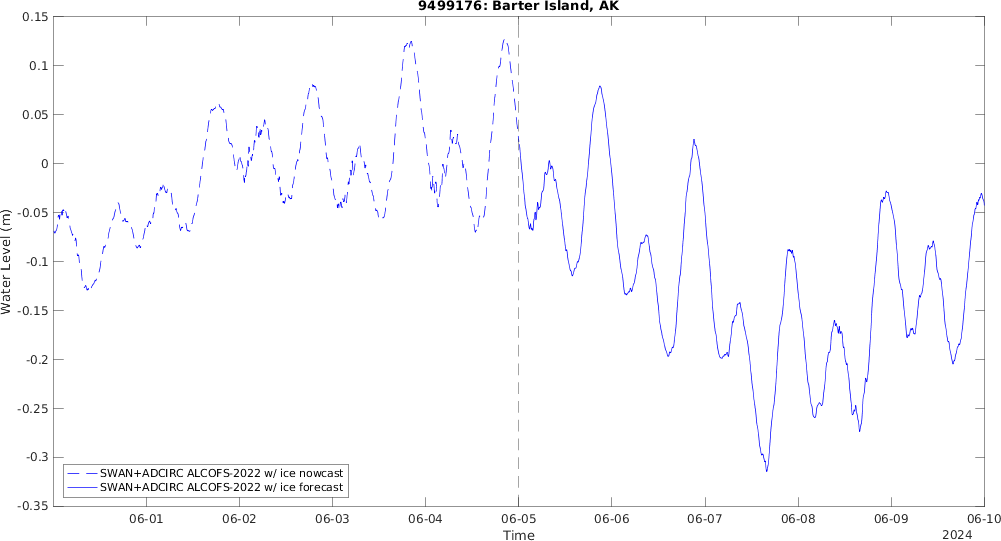 9499176: Barter Island, AK
0.15
0.1
0.05
0
-0.05
-0.1
-0.15
-0.2
-0.25
-0.3
-0.35
Water Level (m)
SWAN+ADCIRC ALCOFS-2022 w/ ice nowcast
SWAN+ADCIRC ALCOFS-2022 w/ ice forecast
06-01 06-02 06-03 06-04 06-05 06-06 06-07 06-08 06-09 06-10
Time
2024